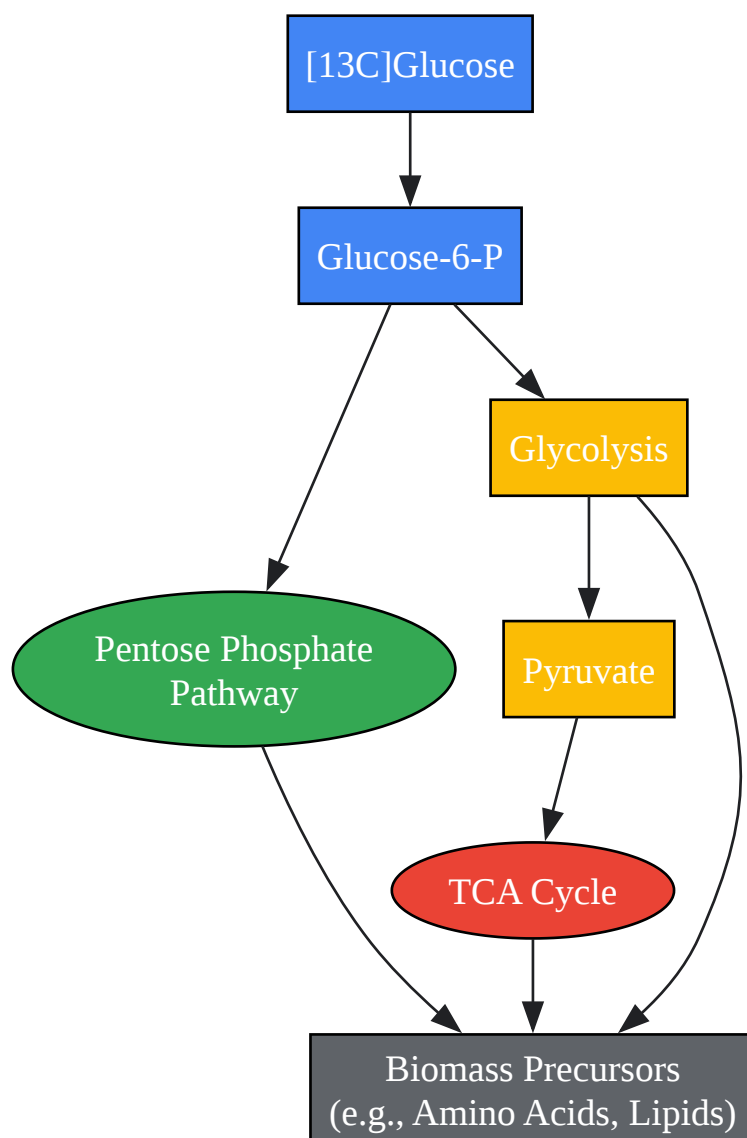 [13C]Glucose
Glucose-6-P
Glycolysis
Pentose Phosphate
Pathway
Pyruvate
TCA Cycle
Biomass Precursors
(e.g., Amino Acids, Lipids)